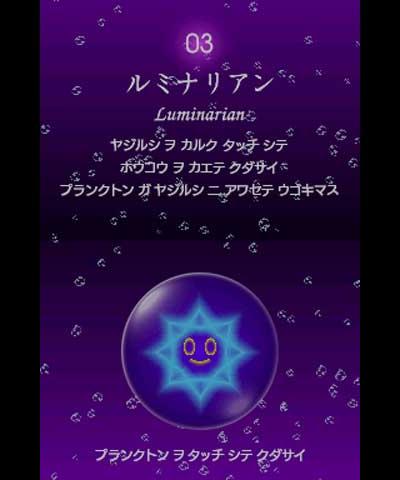 03
ルミナリアン
Luminarian
ヤジルシ ヲ カルク タッチ シテ
ホウコウ ヲ カエテ クダサイ
プランクトン ガ ヤジルシ ニ アワセテ ウゴキマス
プランクトン ヲ タッチ シテ クダサイ